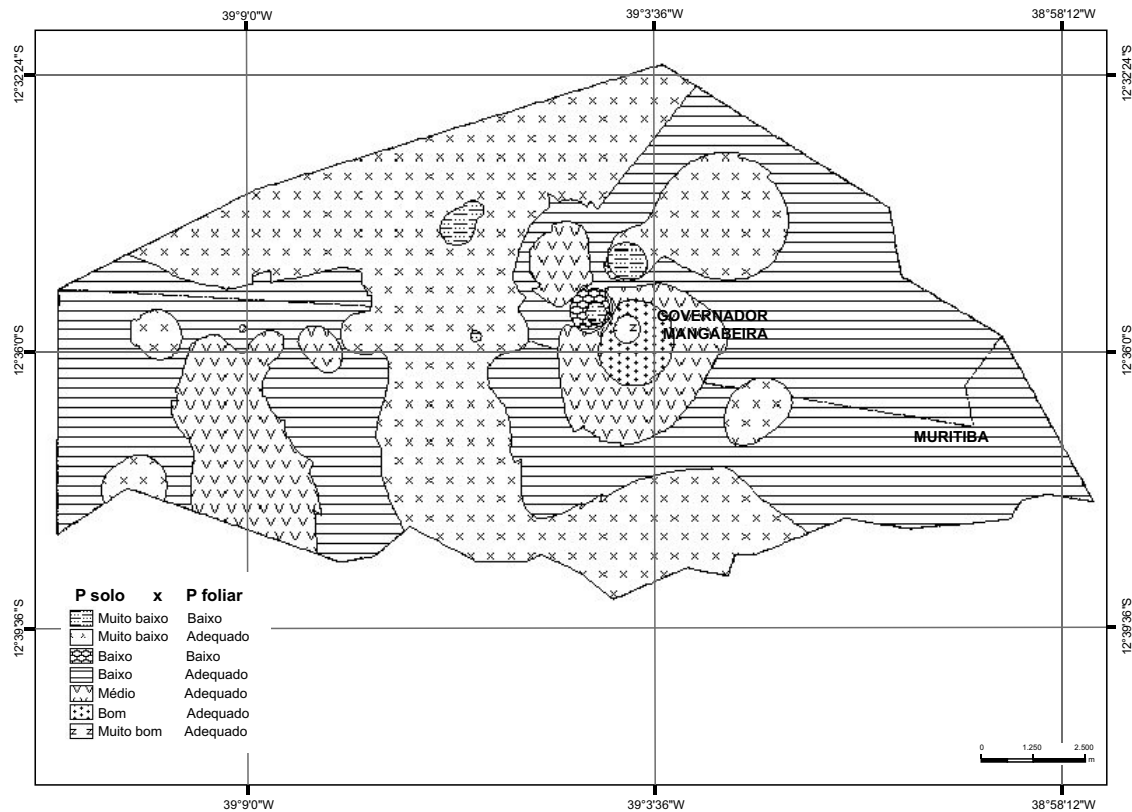 39°9'0"W 39°3'36"W 38°58'12"W
12°32'24"S 12°32'24"S
GOVERNADOR
MANGABEIRA
12°36'0"S 12°36'0"S
MURITIBA
P solo x P foliar
Muito baixo Baixo
Muito baixo Adequado
Baixo Baixo
Baixo Adequado
Médio Adequado
Bom Adequado
Muito bom Adequado
12°39'36"S 12°39'36"S
0 1.250 2.500
m
39°9'0"W 39°3'36"W 38°58'12"W